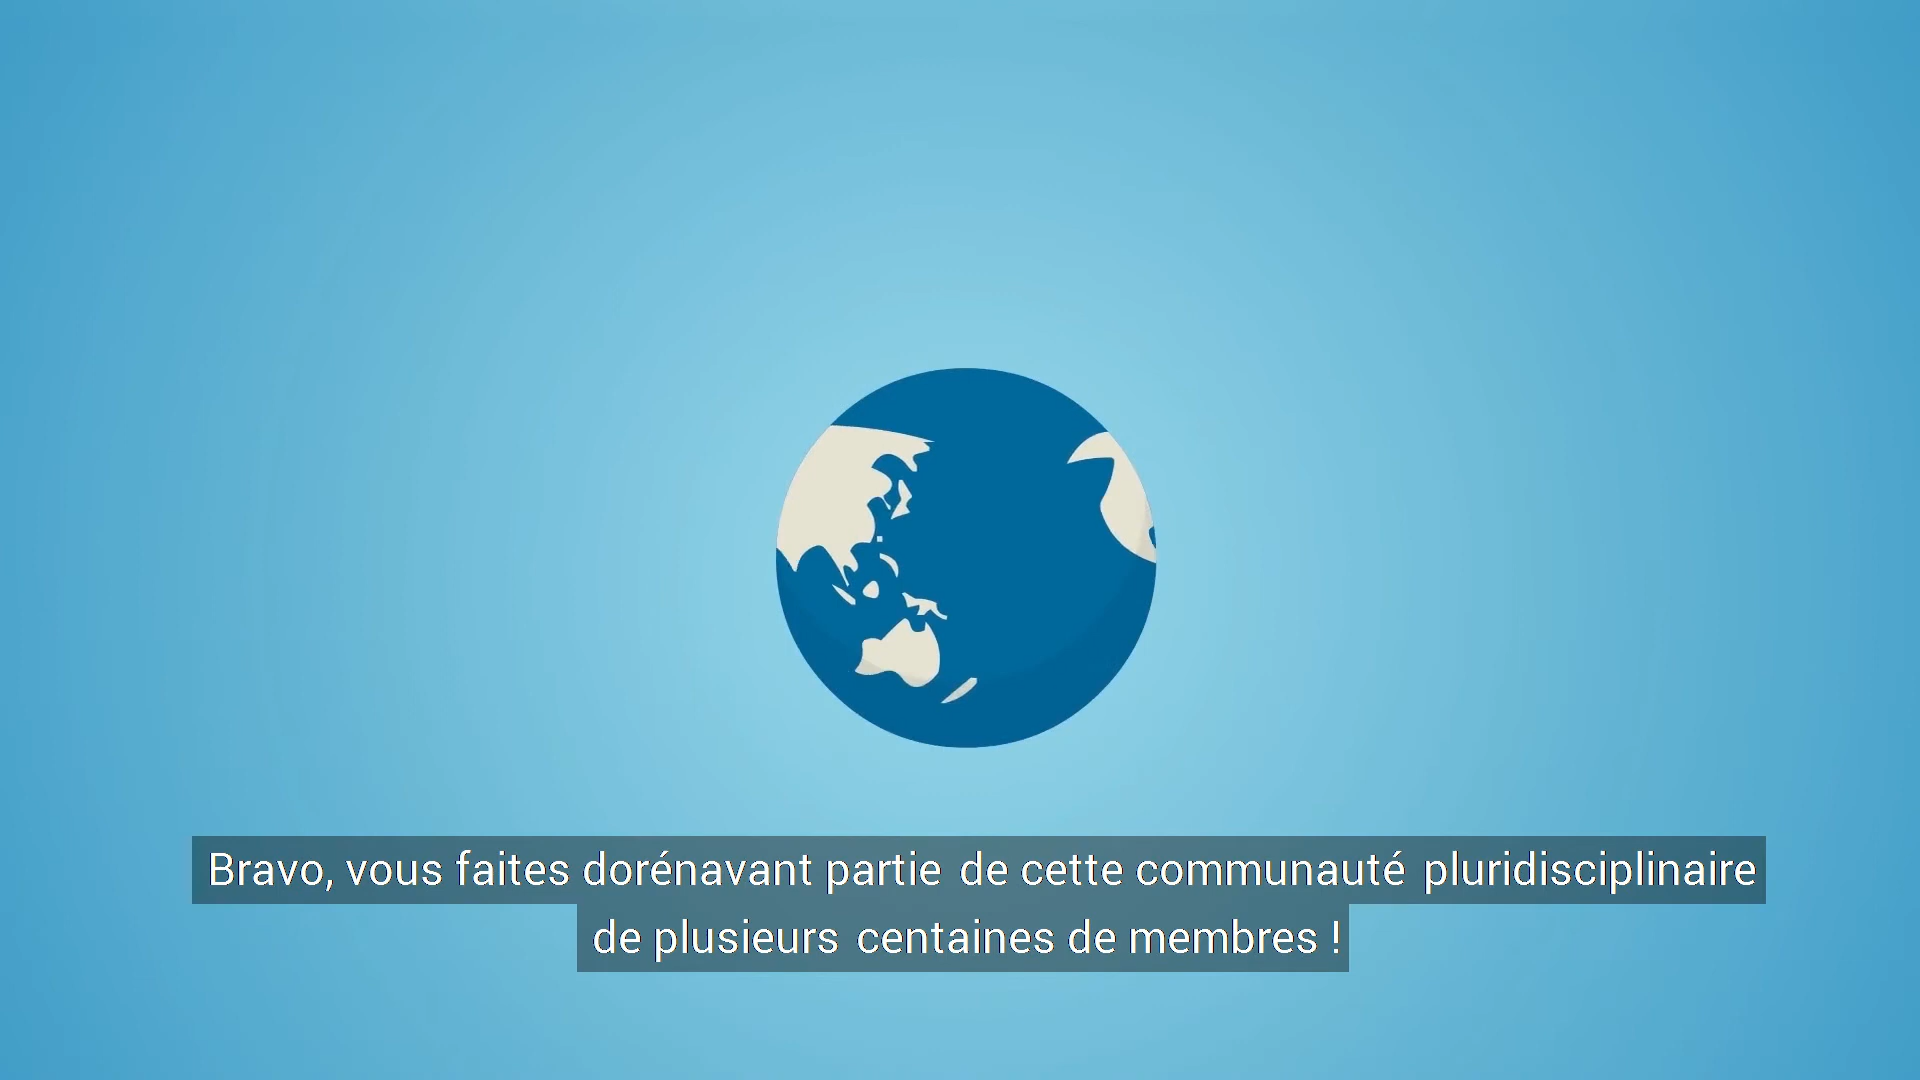 Bravo, vous faites dorénavant partie de cette communauté pluridisciplinaire
de plusieurs centaines de membres !